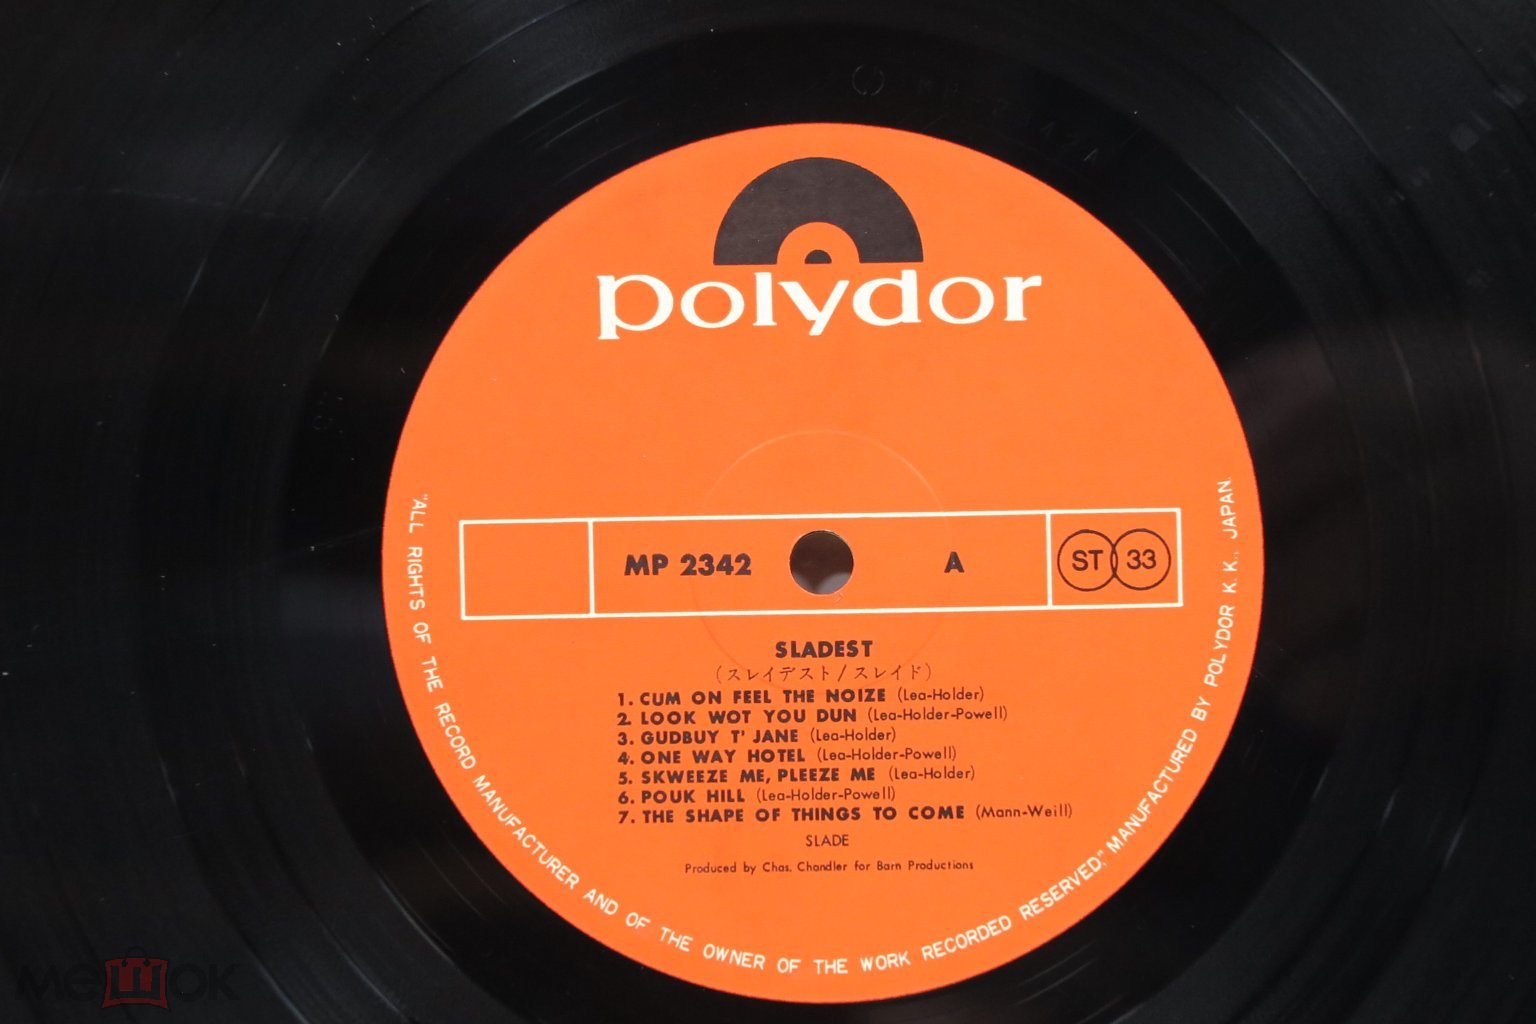 polydor
MP 2342
A
ST 33
SLADEST
(スレイデスト/スレイド)
1. CUM ON FEEL THE NOIZE (Lea-Holder)
2. LOOK WOT YOU DUN (Lea-Holder-Powell)
3. GUDBUY T' JANE (Lea-Holder)
4. ONE WAY HOTEL (Lea-Holder-Powell)
5. SKWEEZE ME, PLEEZE ME (Lea-Holder)
6. POUK HILL (Lea-Holder-Powell)
7. THE SHAPE OF THINGS TO COME (Mann-Weill)
SLADE
Produced by Chas. Chandler for Barn Productions
"ALL RIGHTS OF THE RECORD MANUFACTURER AND OF THE OWNER OF THE WORK RECORDED RESERVED," MANUFACTURED BY POLYDOR K. K., JAPAN.
мешок